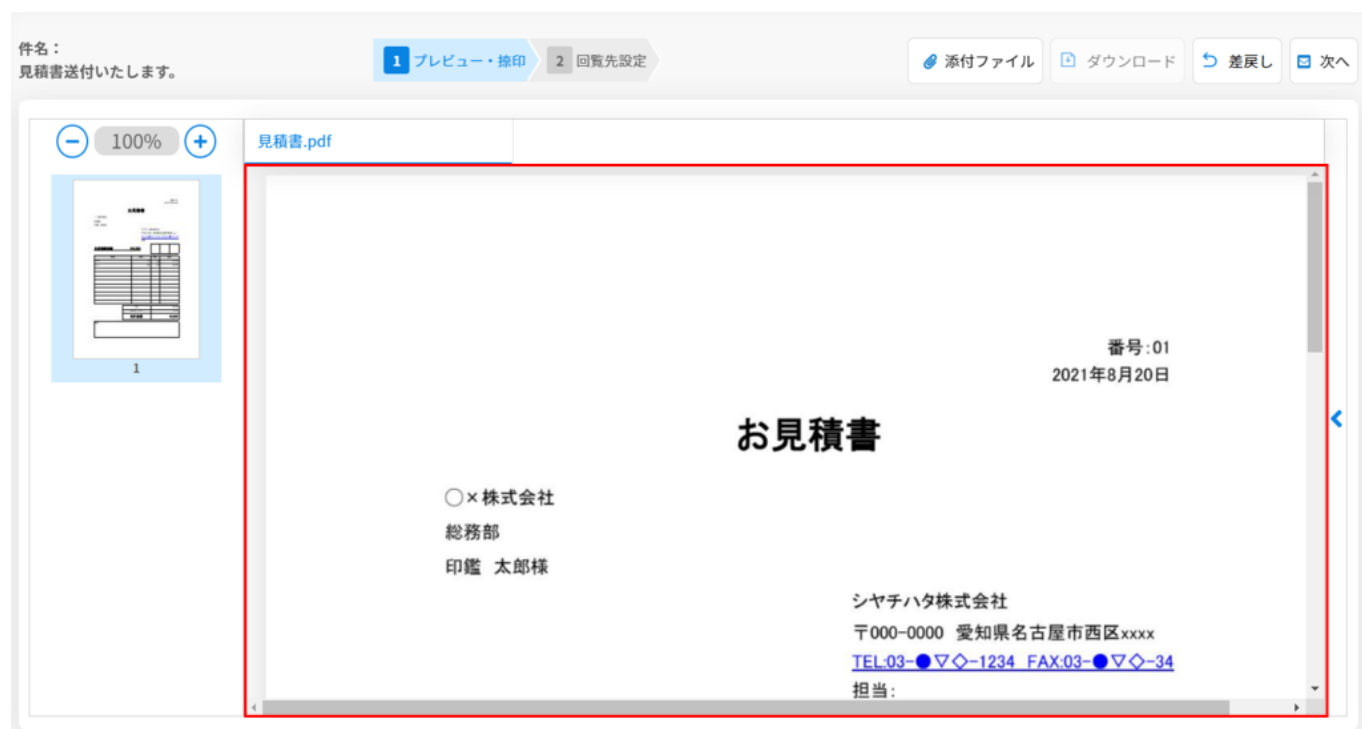 件名：
見積書送付いたします。
1 プレビュー・捺印
2 回覧先設定
添付ファイル
ダウンロード
差戻し
次へ
100%
見積書.pdf
1
番号:01
2021年8月20日
お見積書
〇×株式会社
総務部
印鑑 太郎様
シヤチハタ株式会社
〒000-0000 愛知県名古屋市西区xxxx
TEL:03-●▽◇-1234 FAX:03-●▽◇-34
担当: